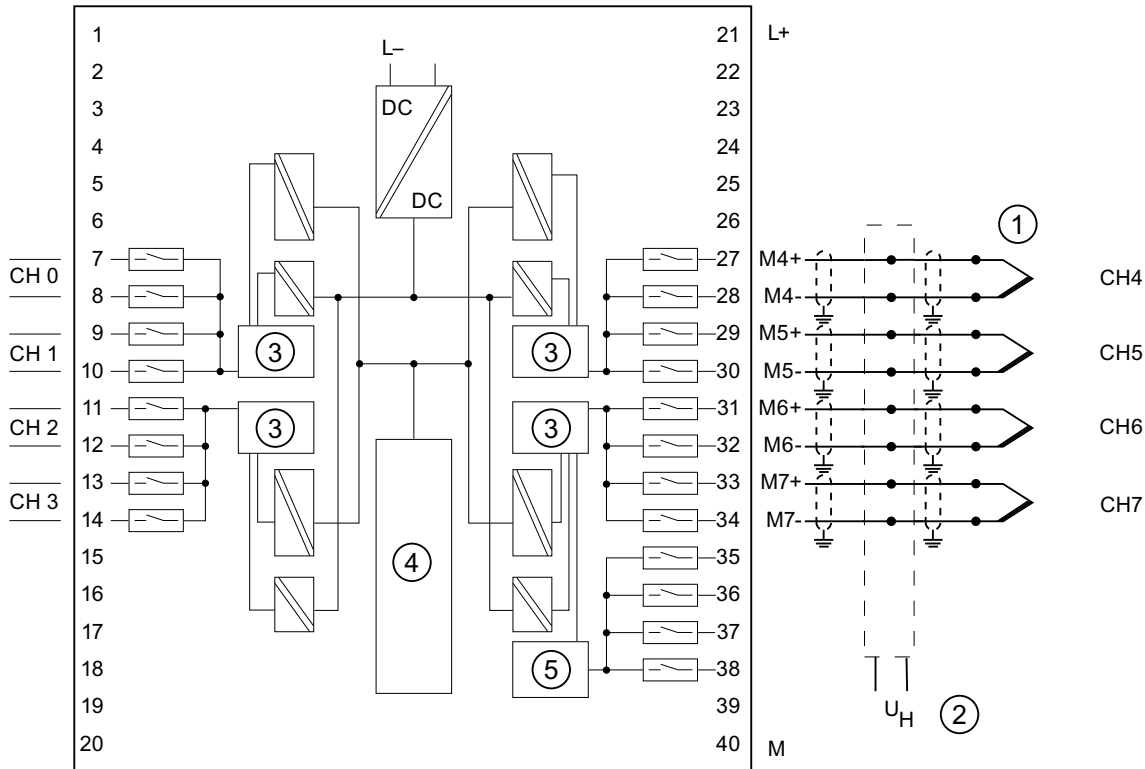 1 21 L+
L–
2 22
DC
3 23
4 24
5 25
DC
6 26
①
7 27 M4+
CH 0 CH4
8 28 M4-
9 29 M5+
CH 1 ③ ③ CH5
10 30 M5-
11 31 M6+
CH 2 ③ ③ CH6
12 32 M6-
13 33 M7+
CH 3 CH7
14 34 M7-
15 35
④
16 36
17 37
18 ⑤ 38
19 39
UH ②
20 40 M